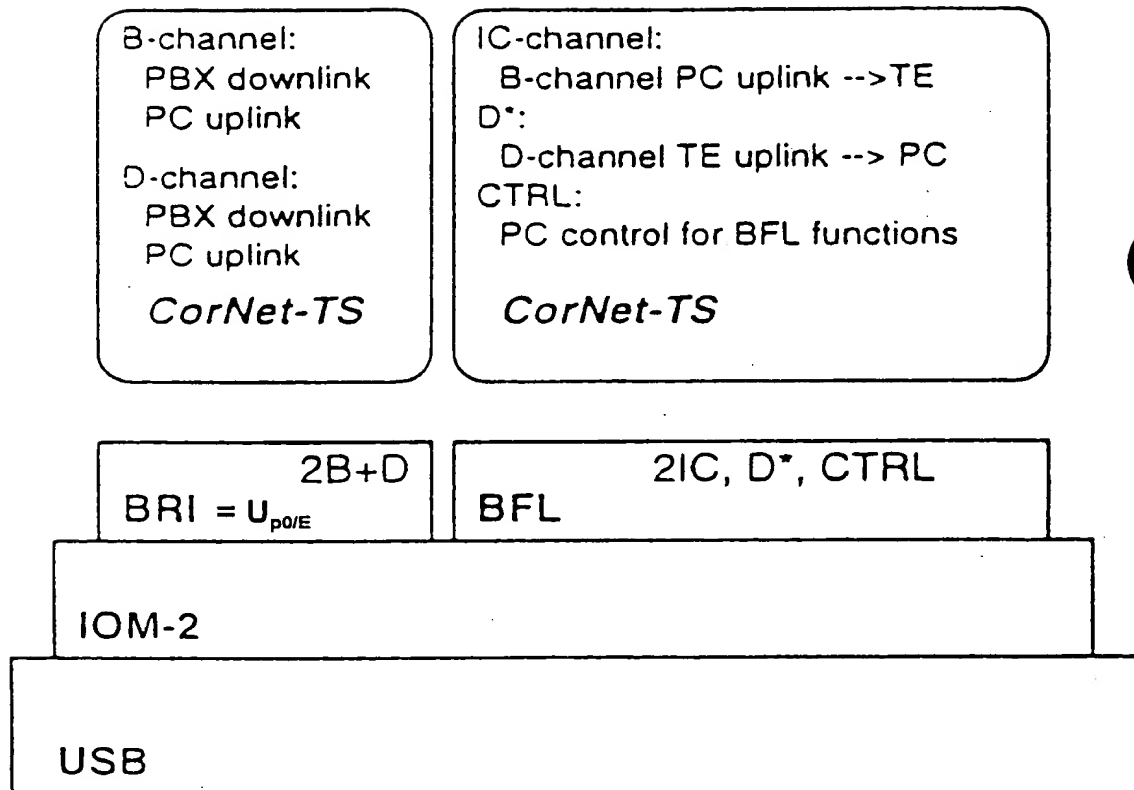 B-channel:
PBX downlink
PC uplink
D-channel:
PBX downlink
PC uplink
CorNet-TS
IC-channel:
B-channel PC uplink -->TE
D*:
D-channel TE uplink --> PC
CTRL:
PC control for BFL functions
CorNet-TS
2B+D
BRI = Up0/E
2IC, D*, CTRL
BFL
IOM-2
USB